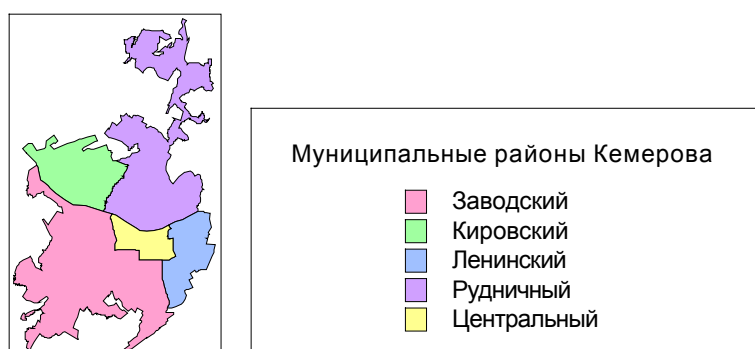 Муниципальные районы Кемерова
Заводский
Кировский
Ленинский
Рудничный
Центральный